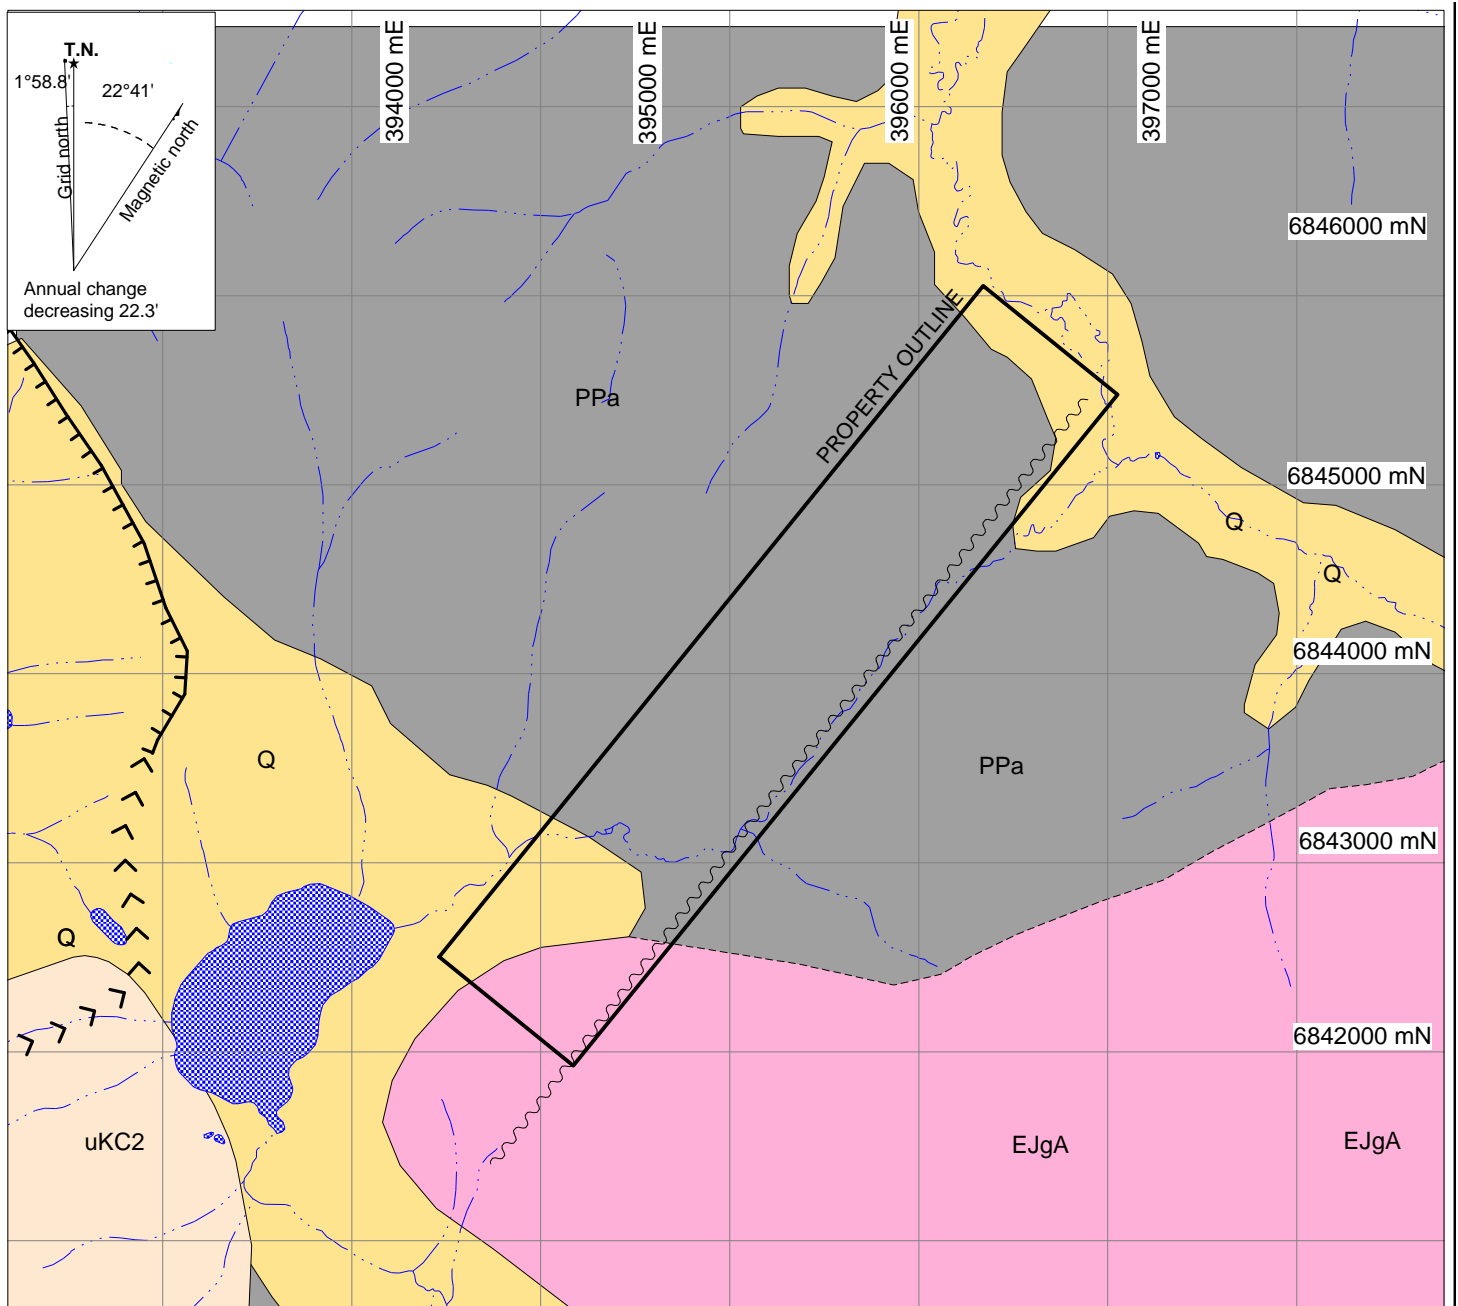 T.N.
1°58.8'
22°41'
Grid north
Magnetic north
Annual change
decreasing 22.3'
394000 mE
395000 mE
396000 mE
397000 mE
6846000 mN
PROPERTY OUTLINE
PPa
6845000 mN
Q
Q
6844000 mN
Q
PPa
6843000 mN
Q
6842000 mN
uKC2
EJgA
EJgA